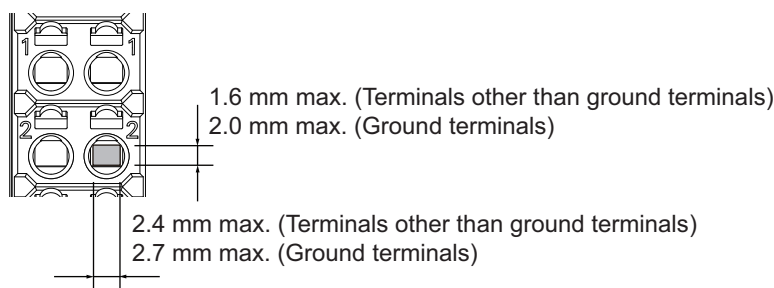 1 1
1.6 mm max. (Terminals other than ground terminals)
2.0 mm max. (Ground terminals)
2 2
2.4 mm max. (Terminals other than ground terminals)
2.7 mm max. (Ground terminals)